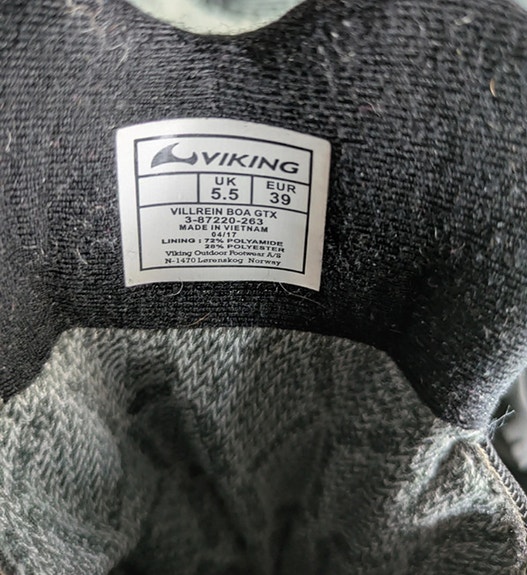 VIKING
UK EUR
5.5 39
VILLREIN BOA GTX
3-87220-263
MADE IN VIETNAM
04/17
LINING : 72% POLYAMIDE
28% POLYESTER
Viking Outdoor Footwear A/S
N-1470 Lørenskog Norway